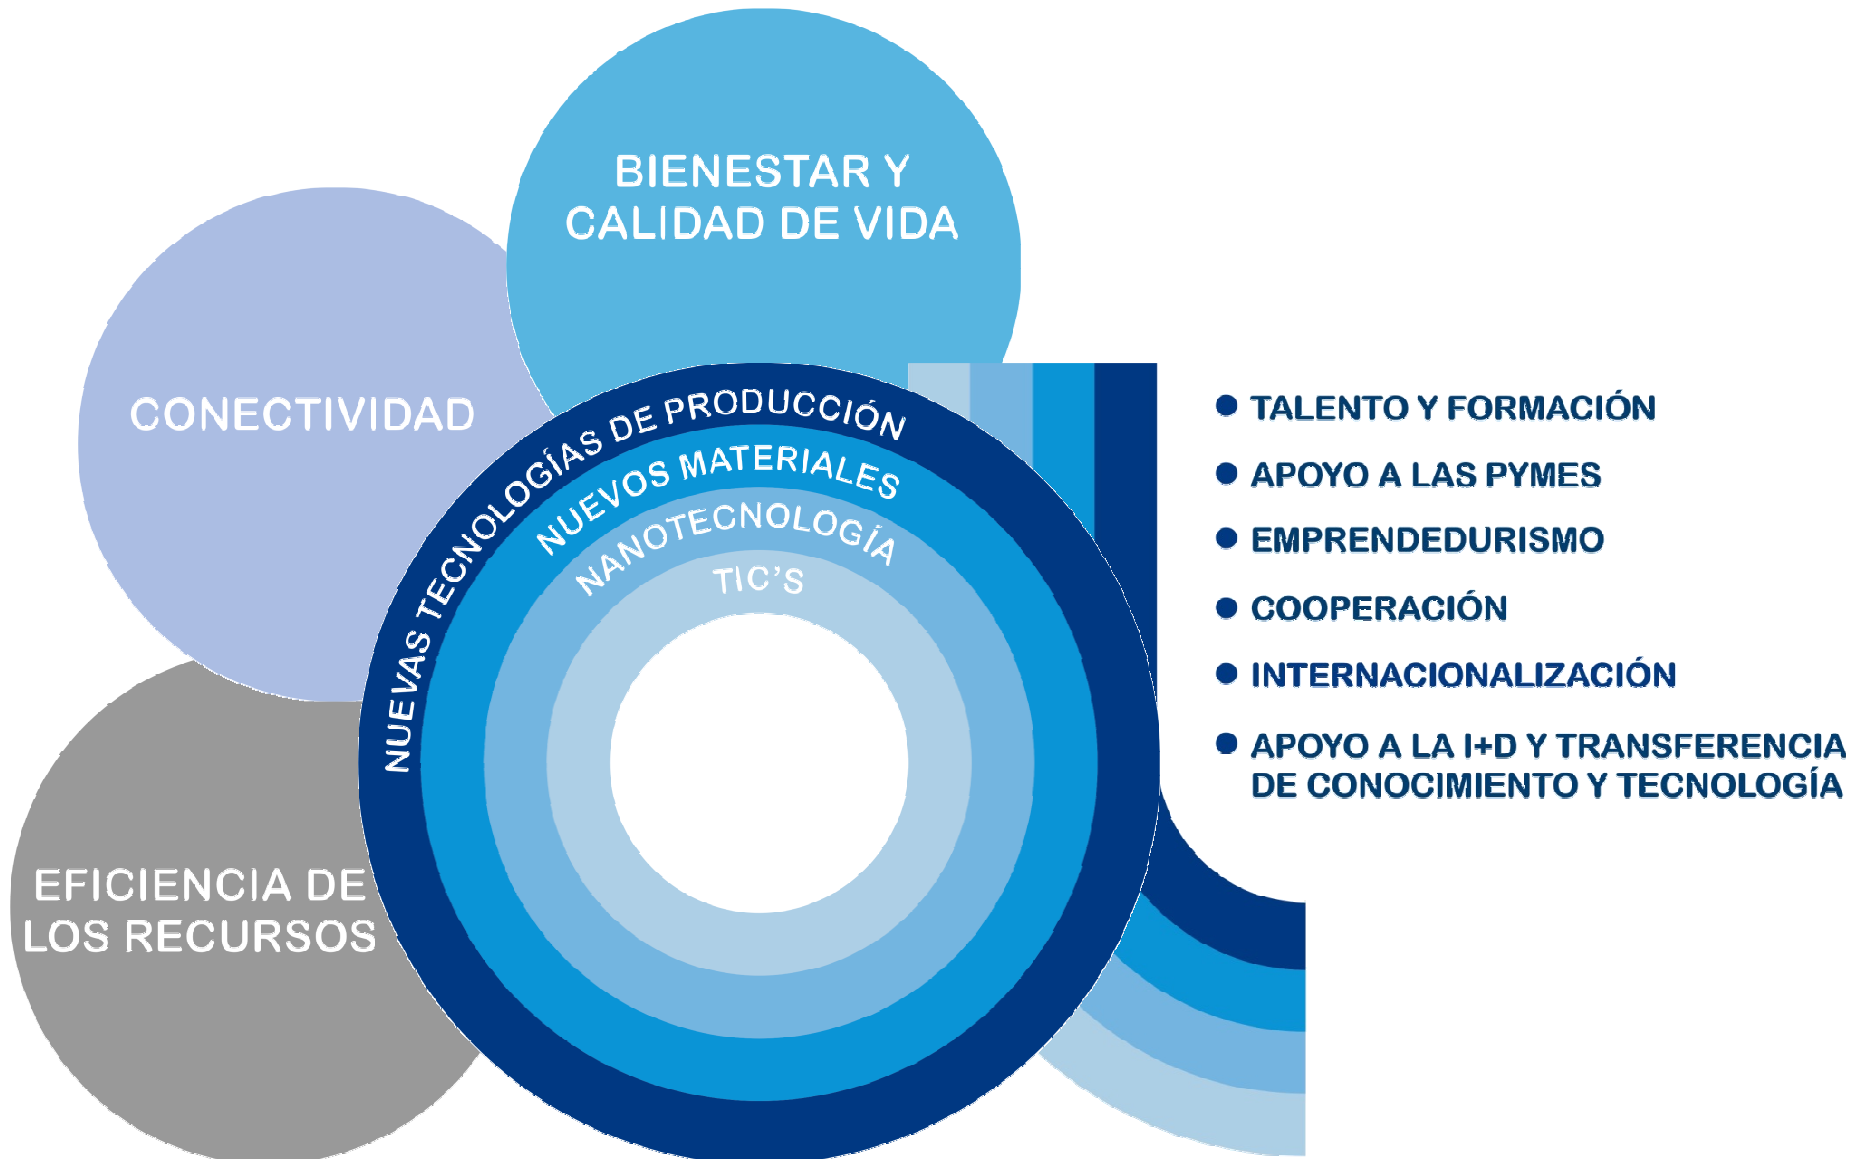 BIENESTAR Y
CALIDAD DE VIDA
CONECTIVIDAD
EFICIENCIA DE
LOS RECURSOS
NUEVAS TECNOLOGÍAS DE PRODUCCIÓN
NUEVOS MATERIALES
NANOTECNOLOGÍA
TIC'S
● TALENTO Y FORMACIÓN
● APOYO A LAS PYMES
● EMPRENDEDURISMO
● COOPERACIÓN
● INTERNACIONALIZACIÓN
● APOYO A LA I+D Y TRANSFERENCIA
DE CONOCIMIENTO Y TECNOLOGÍA